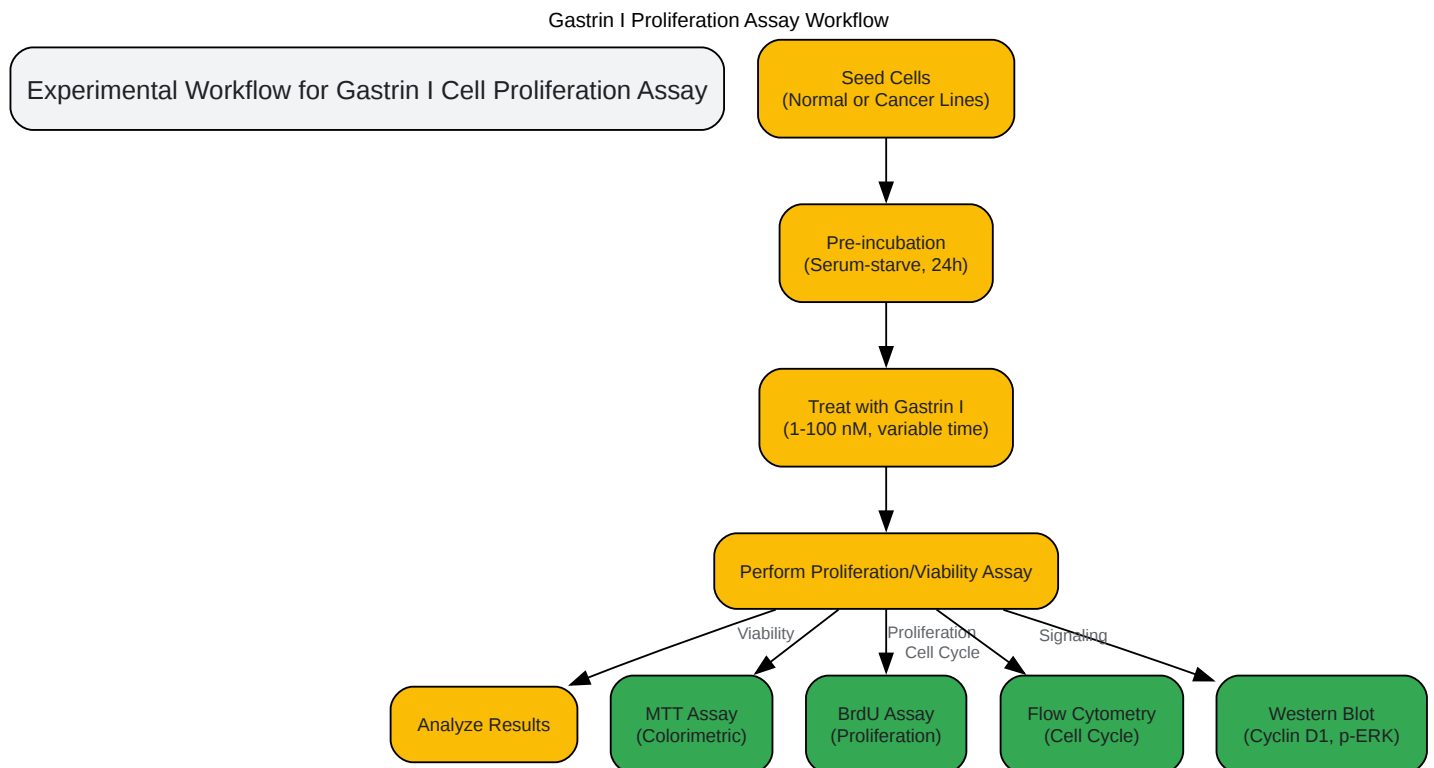 Gastrin I Proliferation Assay Workflow
Experimental Workflow for Gastrin I Cell Proliferation Assay
Seed Cells
(Normal or Cancer Lines)
Pre-incubation
(Serum-starve, 24h)
Treat with Gastrin I
(1-100 nM, variable time)
Perform Proliferation/Viability Assay
Viability
Proliferation
Cell Cycle
Signaling
Analyze Results
MTT Assay
(Colorimetric)
BrdU Assay
(Proliferation)
Flow Cytometry
(Cell Cycle)
Western Blot
(Cyclin D1, p-ERK)